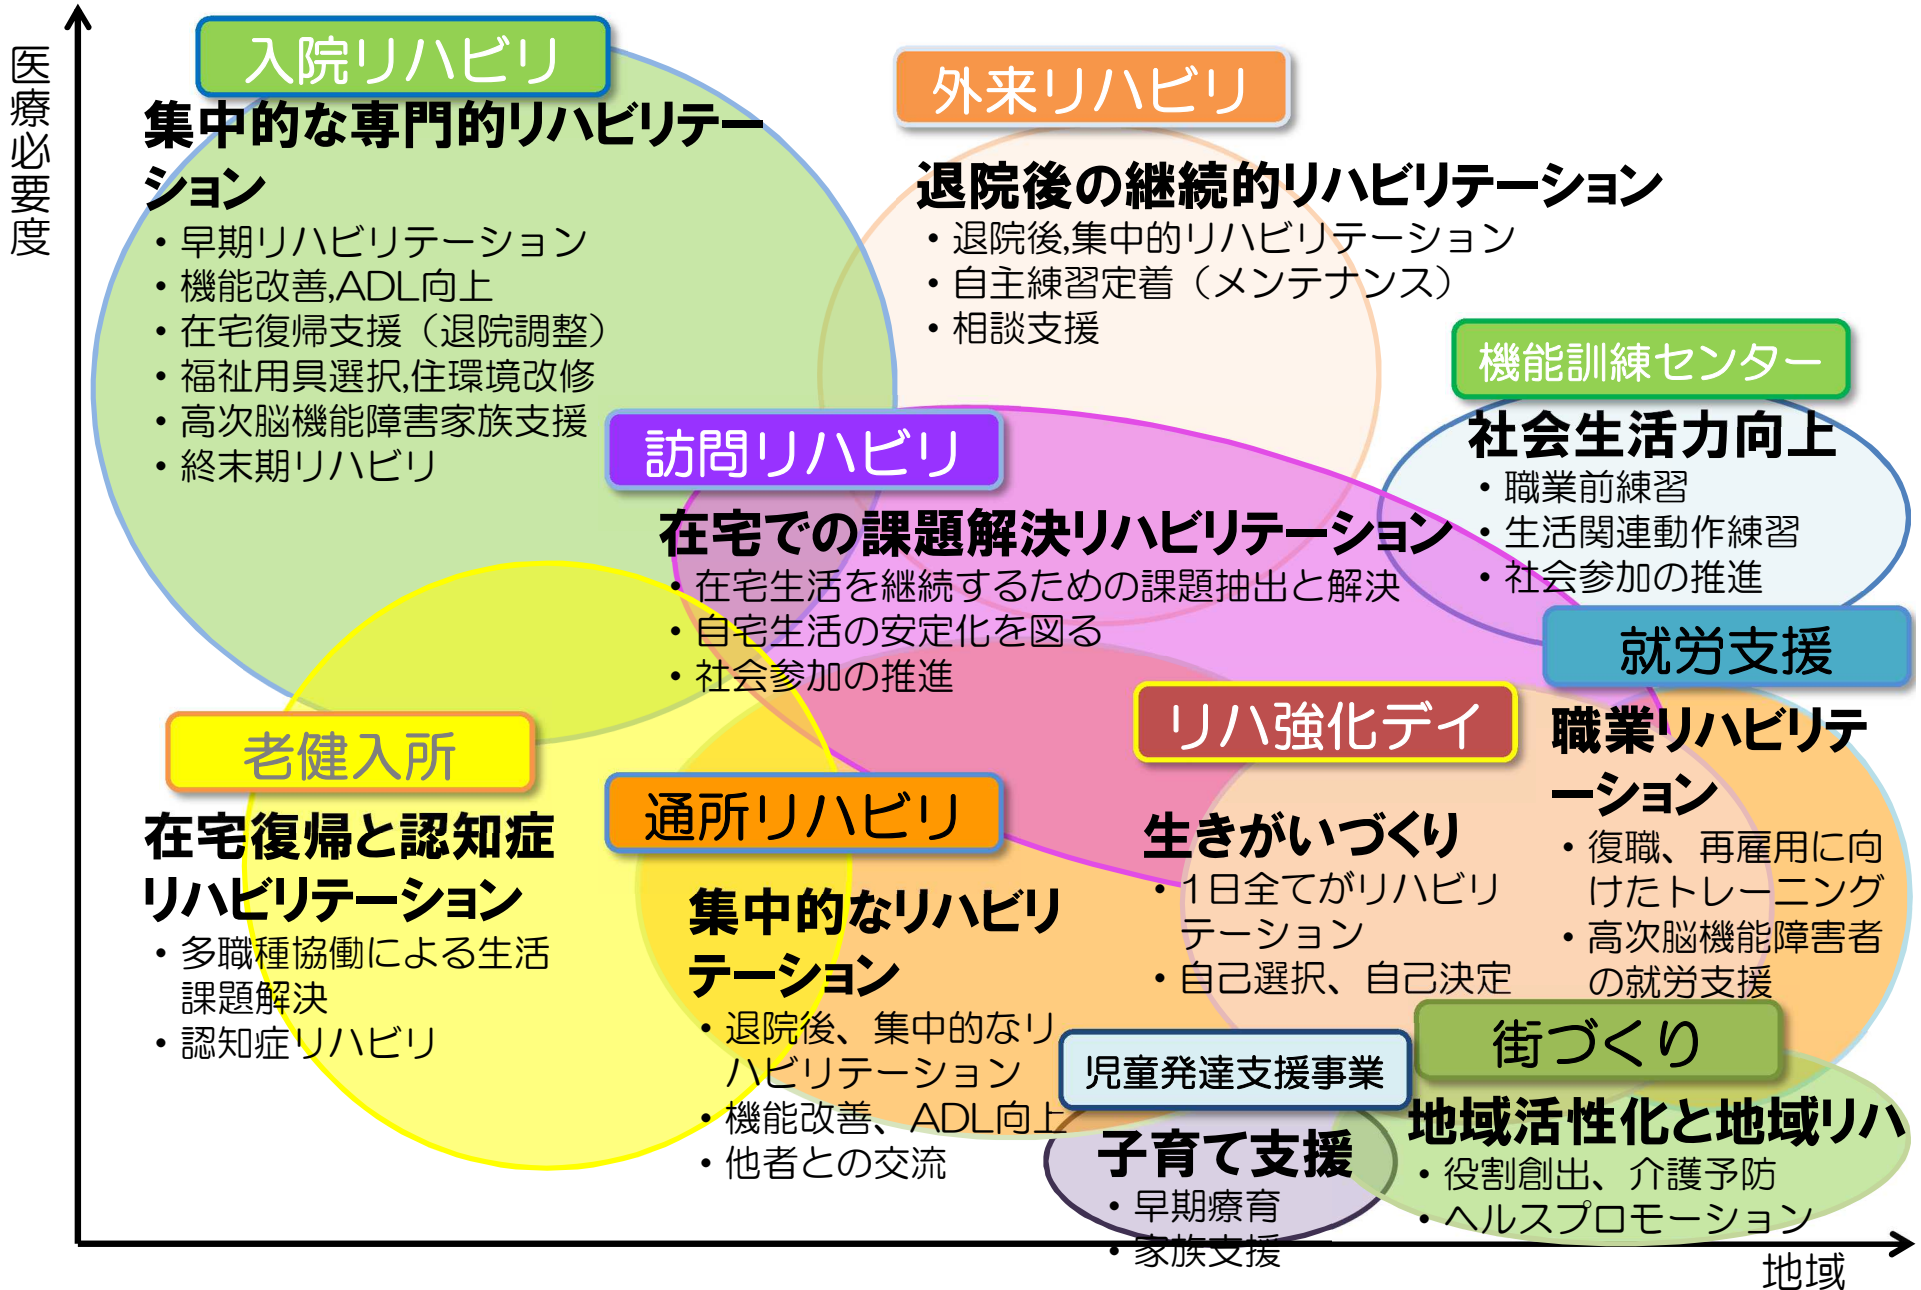 医療必要度
入院リハビリ
集中的な専門的リハビリテー
ション
・早期リハビリテーション
・機能改善,ADL向上
・在宅復帰支援（退院調整）
・福祉用具選択,住環境改修
・高次脳機能障害家族支援
・終末期リハビリ
外来リハビリ
退院後の継続的リハビリテーション
・退院後,集中的リハビリテーション
・自主練習定着（メンテナンス）
・相談支援
機能訓練センター
社会生活力向上
・職業前練習
・生活関連動作練習
・社会参加の推進
訪問リハビリ
在宅での課題解決リハビリテーション
・在宅生活を継続するための課題抽出と解決
・自宅生活の安定化を図る
・社会参加の推進
就労支援
職業リハビリテ
ーション
・復職、再雇用に向
けたトレーニング
・高次脳機能障害者
の就労支援
リハ強化デイ
生きがいづくり
・1日全てがリハビリ
テーション
・自己選択、自己決定
老健入所
在宅復帰と認知症
リハビリテーション
・多職種協働による生活
課題解決
・認知症リハビリ
通所リハビリ
集中的なリハビリ
テーション
・退院後、集中的なリ
ハビリテーション
・機能改善、ADL向上
・他者との交流
児童発達支援事業
子育て支援
・早期療育
・家族支援
街づくり
地域活性化と地域リハ
・役割創出、介護予防
・ヘルスプロモーション
地域